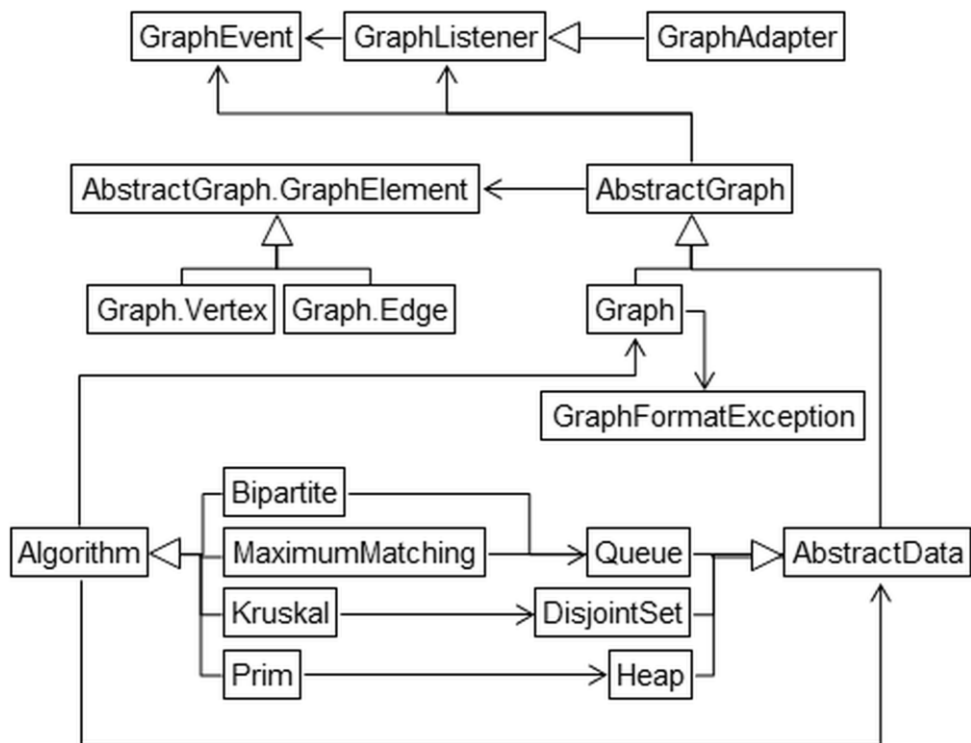 GraphEvent
GraphListener
GraphAdapter
AbstractGraph.GraphElement
AbstractGraph
Graph.Vertex
Graph.Edge
Graph
GraphFormatException
Bipartite
Algorithm
MaximumMatching
Queue
AbstractData
Kruskal
DisjointSet
Prim
Heap